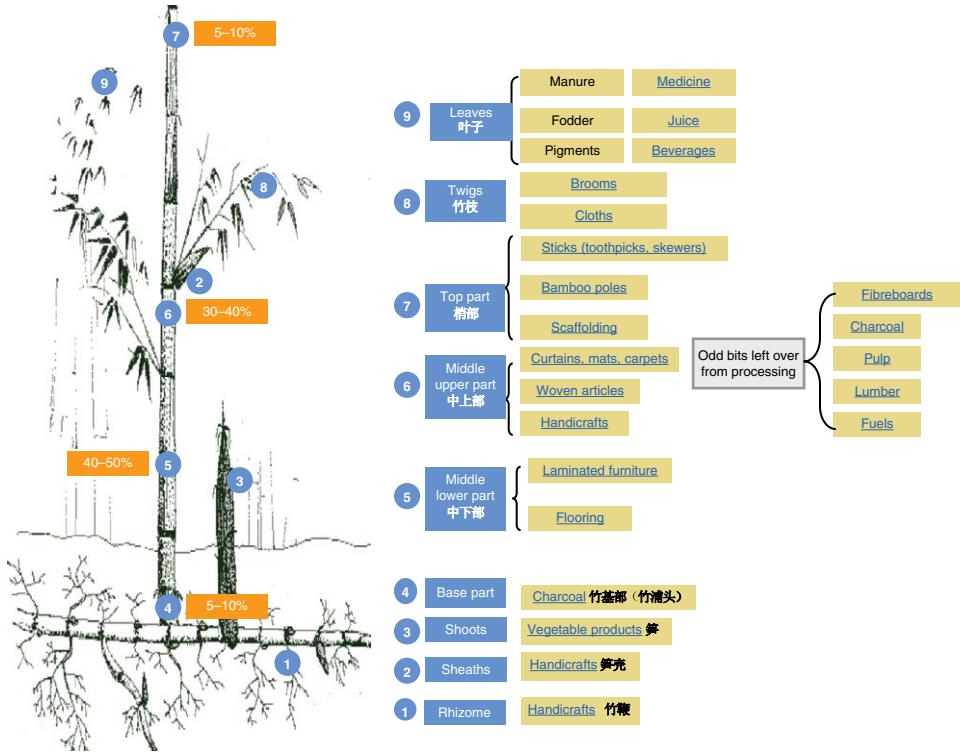 7
5–10%
9
8
2
6
30–40%
40–50%
5
3
4
5–10%
1
9
Leaves
叶子
Manure
Medicine
Fodder
Juice
Pigments
Beverages
8
Twigs
竹枝
Brooms
Cloths
7
Top part
梢部
Sticks (toothpicks, skewers)
Bamboo poles
Scaffolding
6
Middle
upper part
中上部
Curtains, mats, carpets
Woven articles
Handicrafts
Odd bits left over
from processing
Fibreboards
Charcoal
Pulp
Lumber
Fuels
5
Middle
lower part
中下部
Laminated furniture
Flooring
4
Base part
Charcoal 竹基部（竹浦头）
3
Shoots
Vegetable products 笋
2
Sheaths
Handicrafts 笋壳
1
Rhizome
Handicrafts 竹鞭